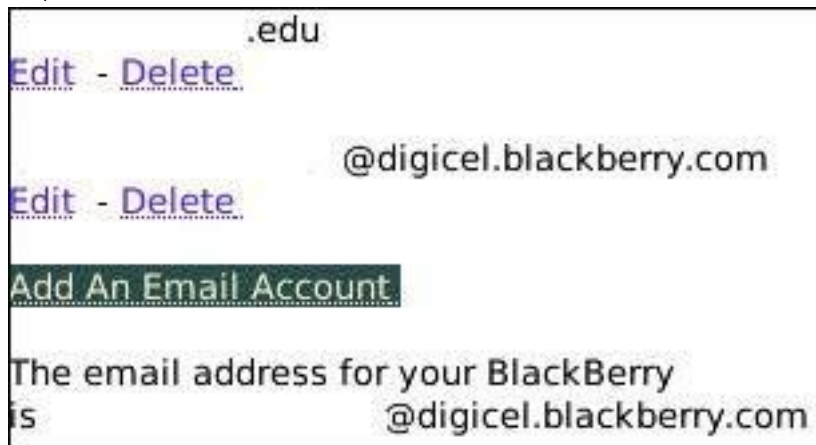 .edu
Edit - Delete
@digicel.blackberry.com
Edit - Delete
Add An Email Account
The email address for your BlackBerry
is @digicel.blackberry.com